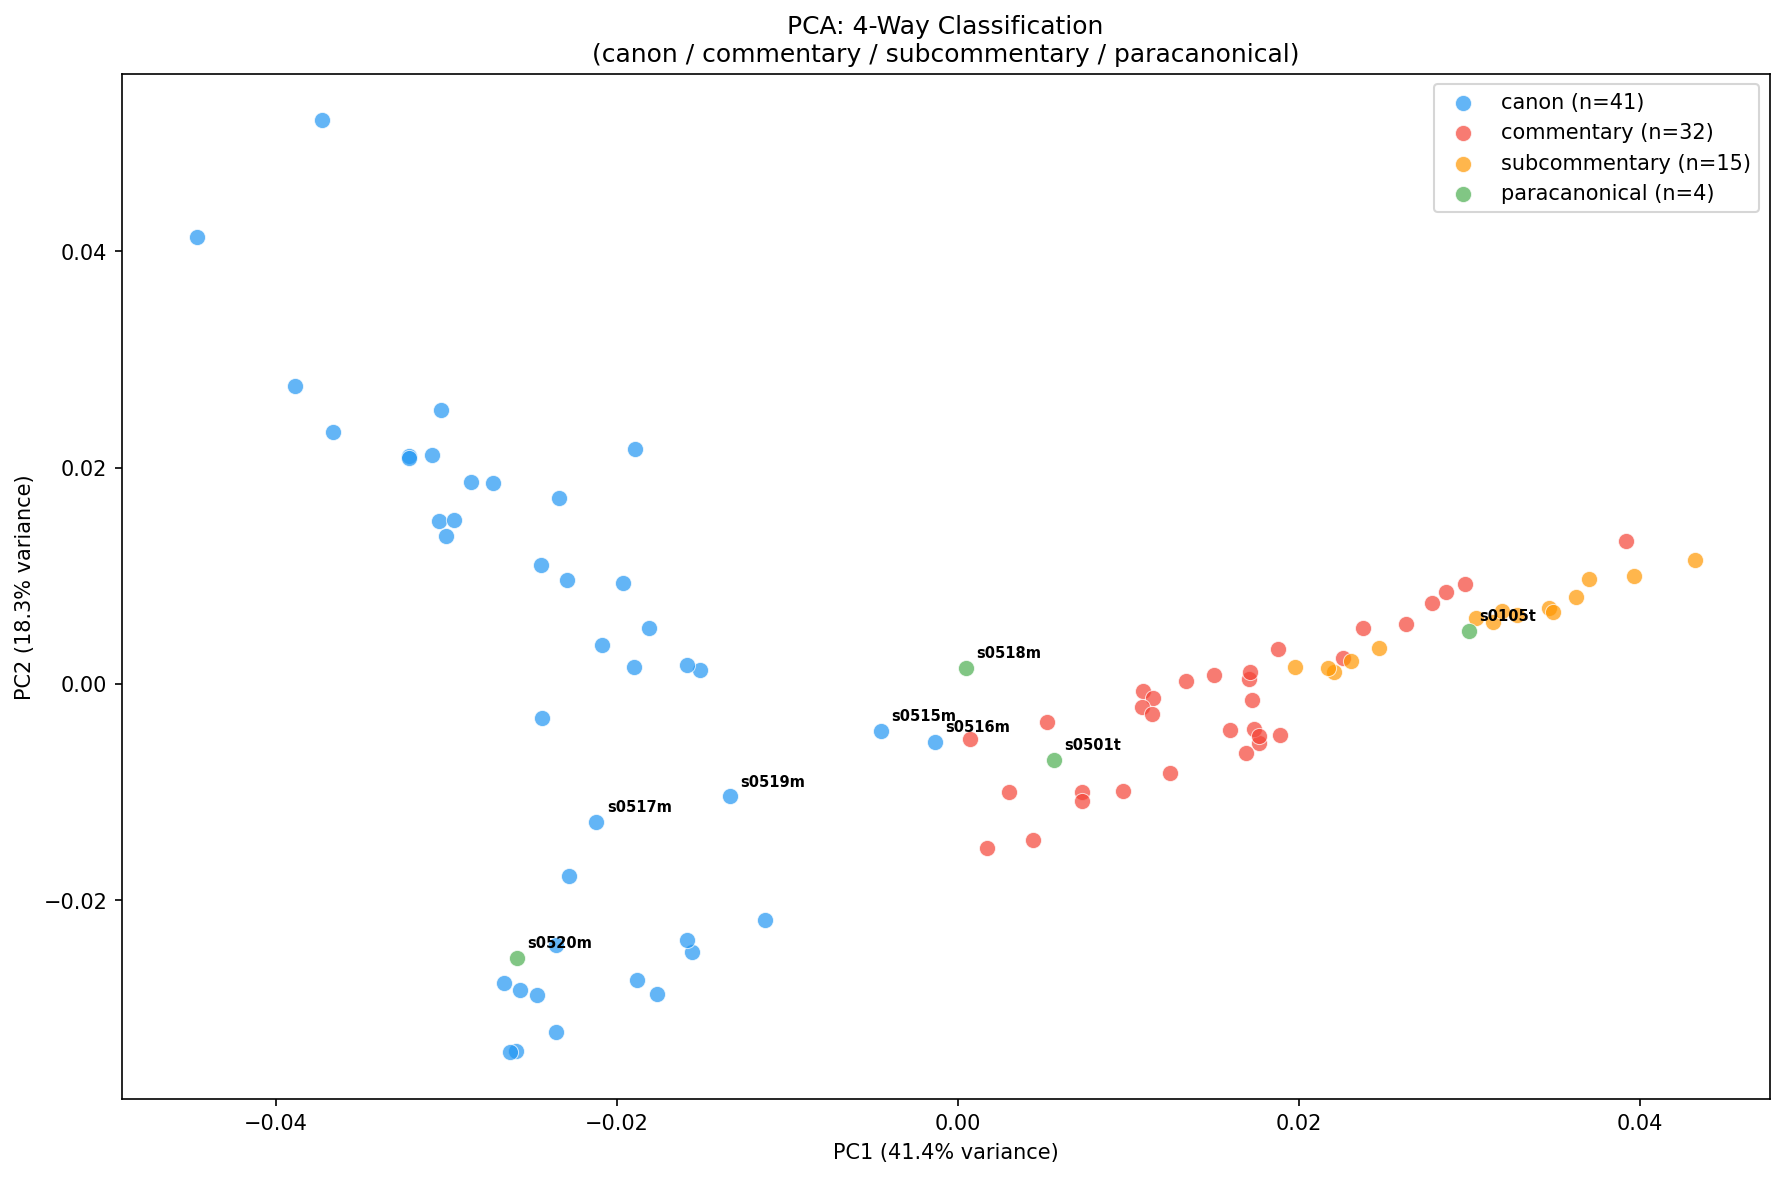 PCA: 4-Way Classification
(canon / commentary / subcommentary / paracanonical)
canon (n=41)
commentary (n=32)
subcommentary (n=15)
paracanonical (n=4)
0.04
0.02
0.00
−0.02
PC2 (18.3% variance)
s0105t
s0518m
s0515m
s0516m
s0501t
s0519m
s0517m
s0520m
−0.04
−0.02
0.00
0.02
0.04
PC1 (41.4% variance)